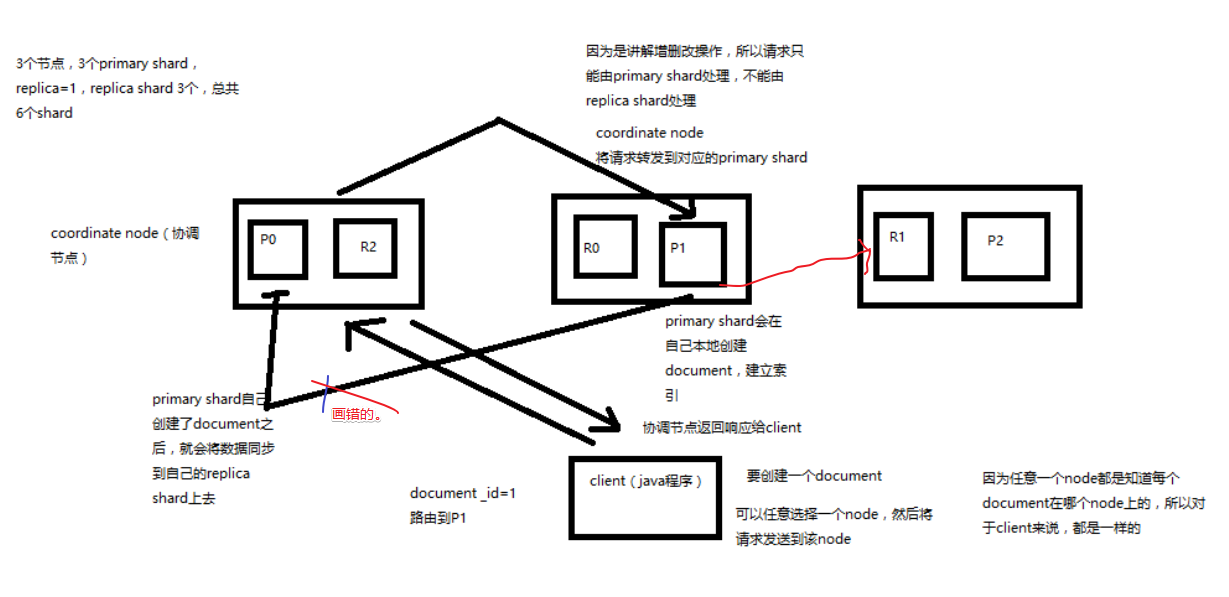 3个节点，3个primary shard，
replica=1，replica shard 3个，总共
6个shard
因为是讲解增删改操作，所以请求只
能由primary shard处理，不能由
replica shard处理
coordinate node
将请求转发到对应的primary shard
coordinate node（协调
节点）
P0
R2
R0
P1
R1
P2
primary shard会在
自己本地创建
document，建立索
引
primary shard自己
创建了document之
后，就会将数据同步
到自己的replica
shard上去
画错的。
协调节点返回响应给client
document _id=1
路由到P1
client（java程序）
要创建一个document
可以任意选择一个node，然后将
请求发送到该node
因为任意一个node都是知道每个
document在哪个node上的，所以对
于client来说，都是一样的